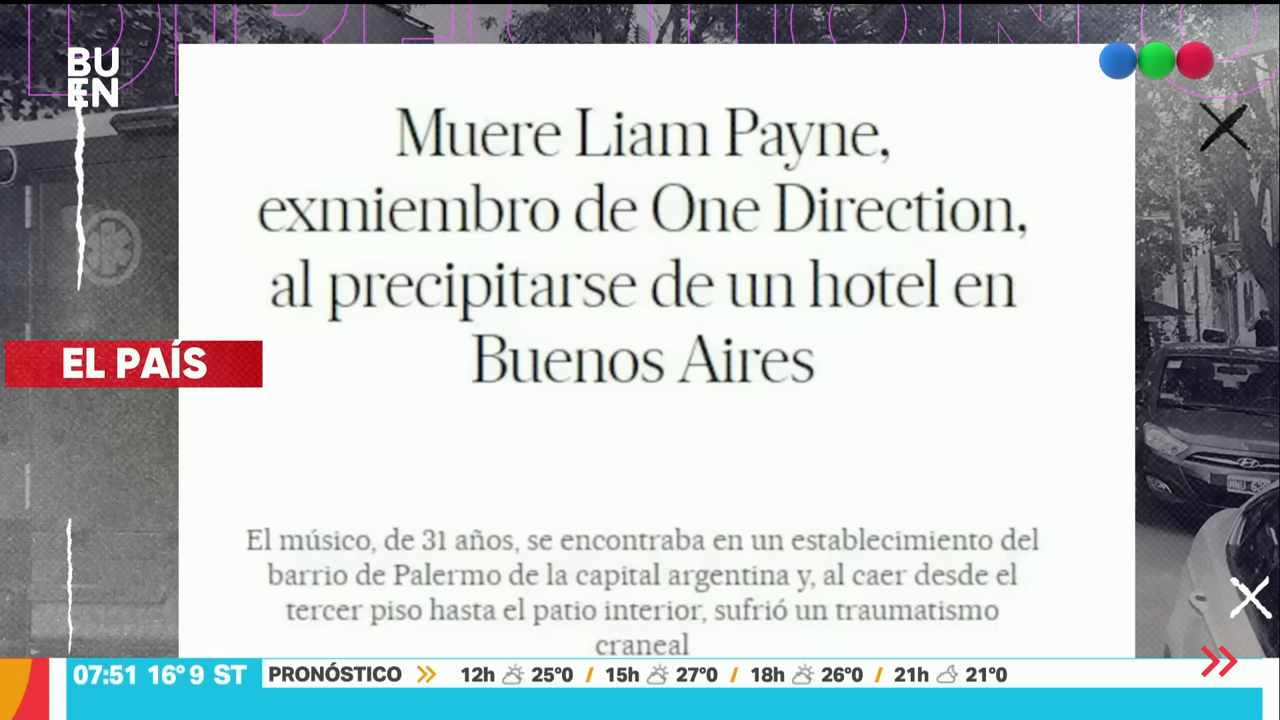 DIRECTION
BU
EN
Muere Liam Payne,
exmiembro de One Direction,
al precipitarse de un hotel en
Buenos Aires
EL PAÍS
El músico, de 31 años, se encontraba en un establecimiento del
barrio de Palermo de la capital argentina y, al caer desde el
tercer piso hasta el patio interior, sufrió un traumatismo
craneal
07:51 16°9 ST PRONÓSTICO 12h 25°0 / 15h 27°0 / 18h 26°0 / 21h 21°0